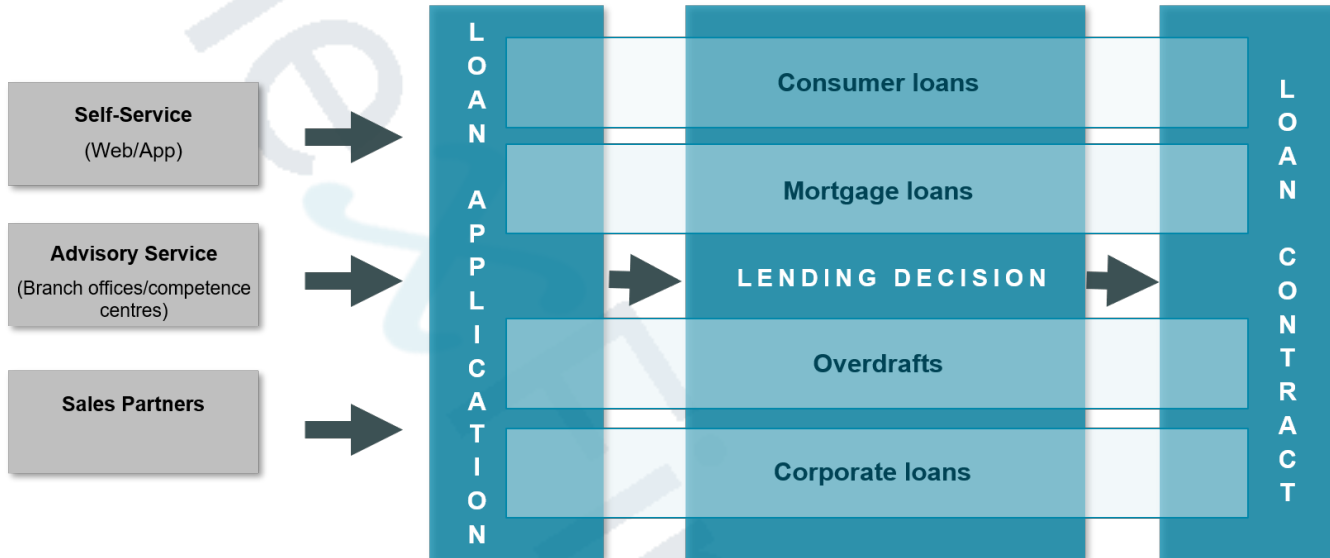 Self-Service
(Web/App)
Advisory Service
(Branch offices/competence
centres)
Sales Partners
LOAN APPLICATION
Consumer loans
Mortgage loans
LENDING DECISION
Overdrafts
Corporate loans
LOAN CONTRACT